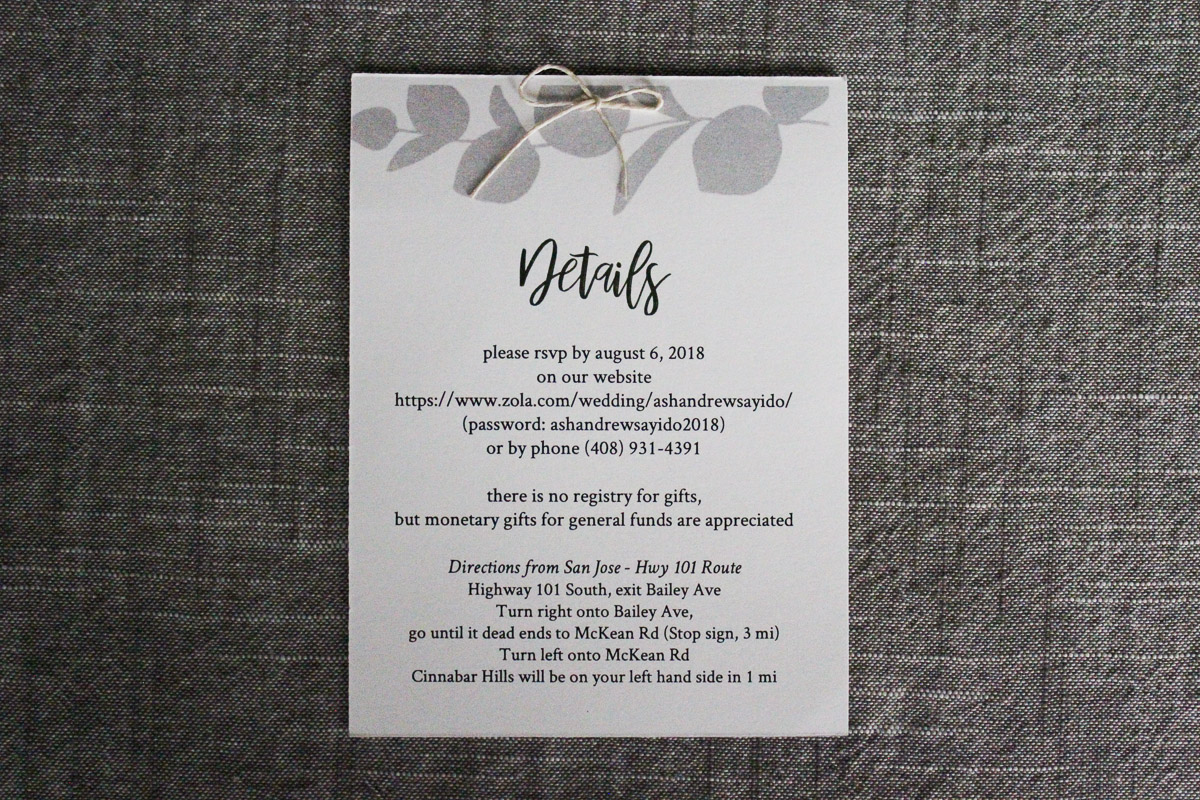 Details
please rsvp by august 6, 2018
on our website
https://www.zola.com/wedding/ashandrewsayido/
(password: ashandrewsayido2018)
or by phone (408) 931-4391
there is no registry for gifts,
but monetary gifts for general funds are appreciated
Directions from San Jose - Hwy 101 Route
Highway 101 South, exit Bailey Ave
Turn right onto Bailey Ave,
go until it dead ends to McKean Rd (Stop sign, 3 mi)
Turn left onto McKean Rd
Cinnabar Hills will be on your left hand side in 1 mi